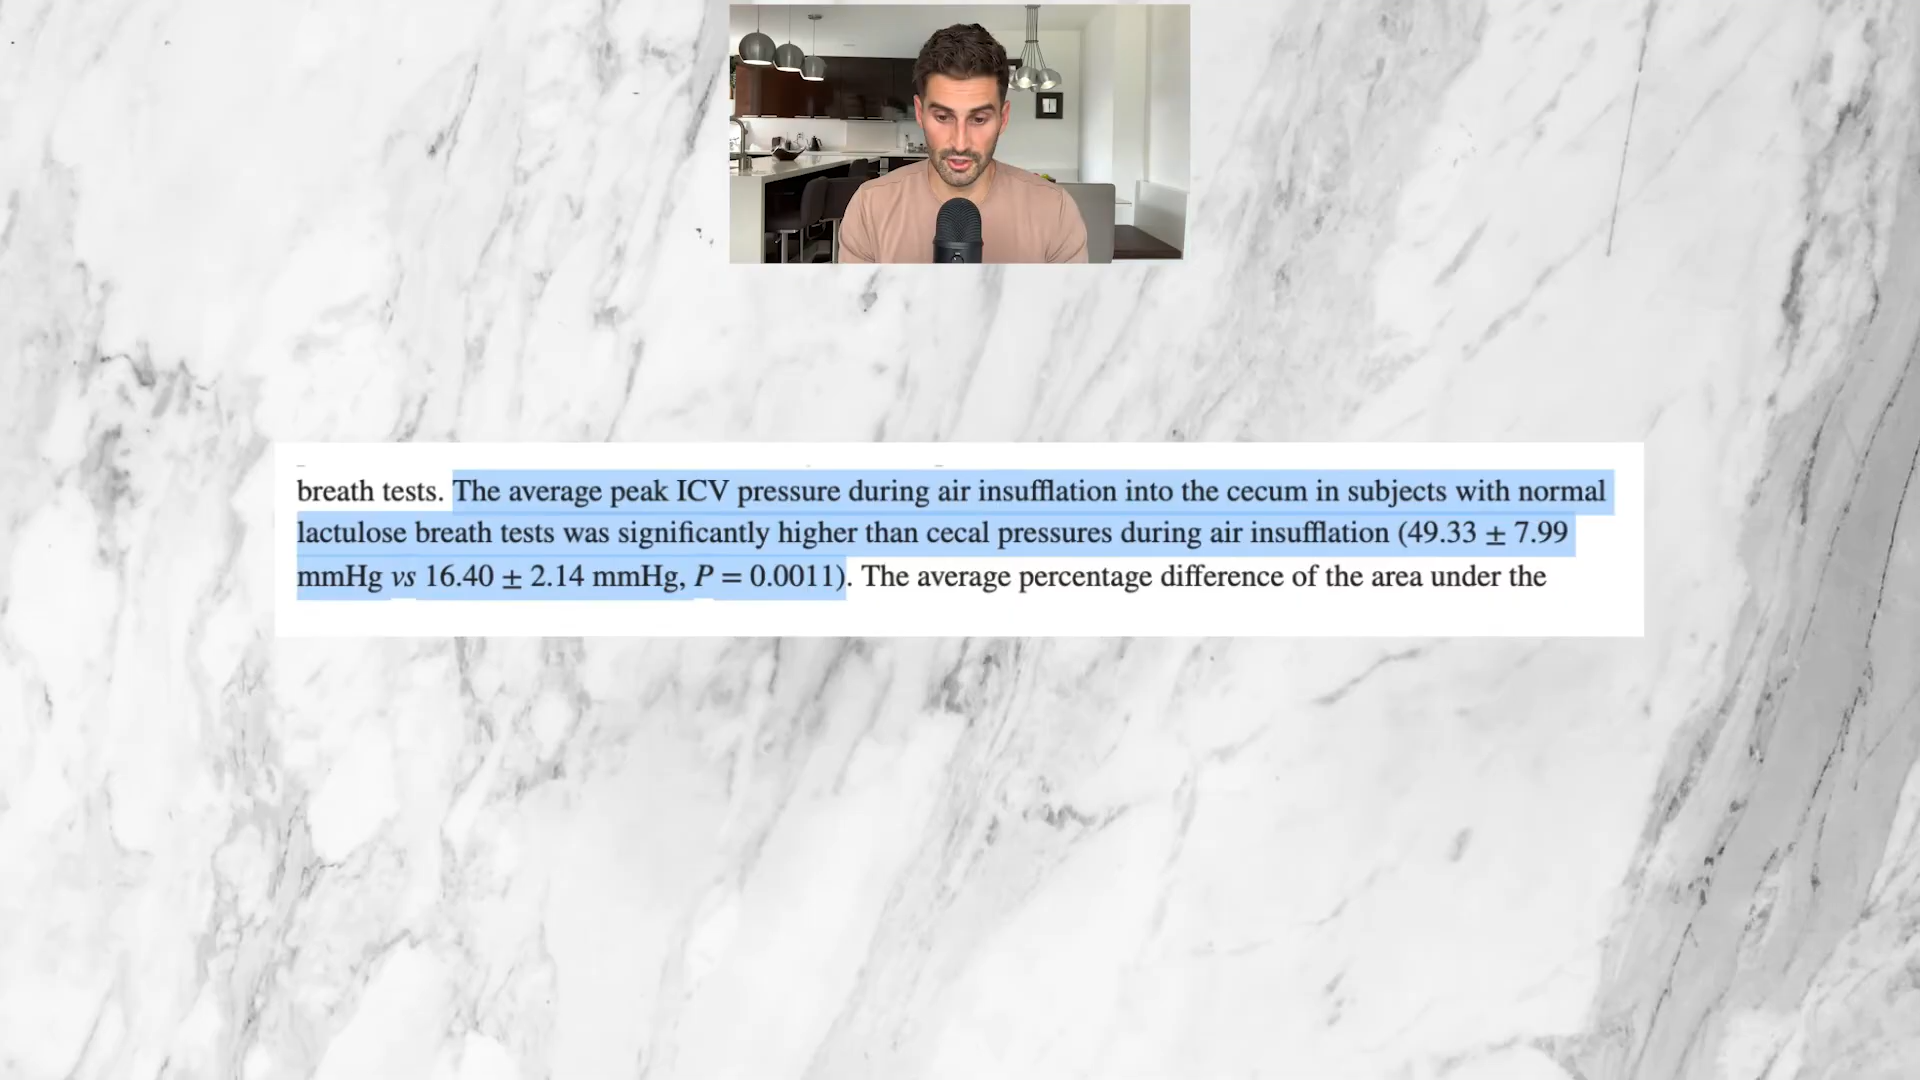 breath tests. The average peak ICV pressure during air insufflation into the cecum in subjects with normal
lactulose breath tests was significantly higher than cecal pressures during air insufflation (49.33 ± 7.99
mmHg vs 16.40 ± 2.14 mmHg, P = 0.0011). The average percentage difference of the area under the